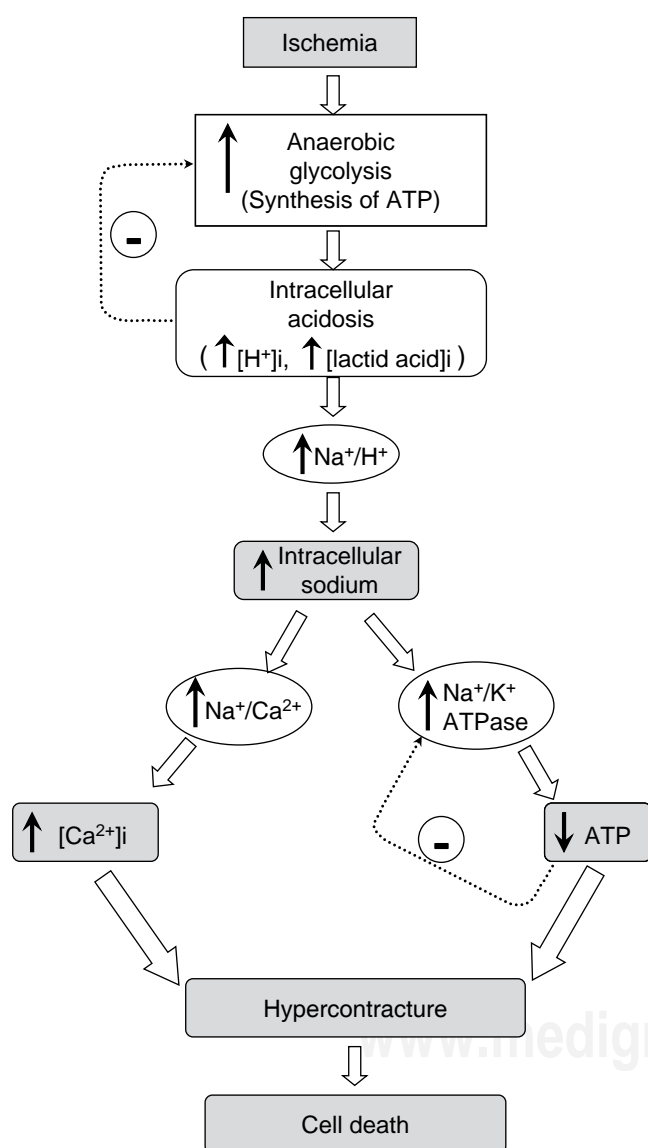 Ischemia
Anaerobic
glycolysis
(Synthesis of ATP)
-
Intracellular
acidosis
(↑[H⁺]i, ↑[lactid acid]i)
↑Na⁺/H⁺
↑Intracellular
sodium
↑Na⁺/Ca²⁺
↑Na⁺/K⁺
ATPase
↑[Ca²⁺]i
-
↓ATP
Hypercontracture
Cell death